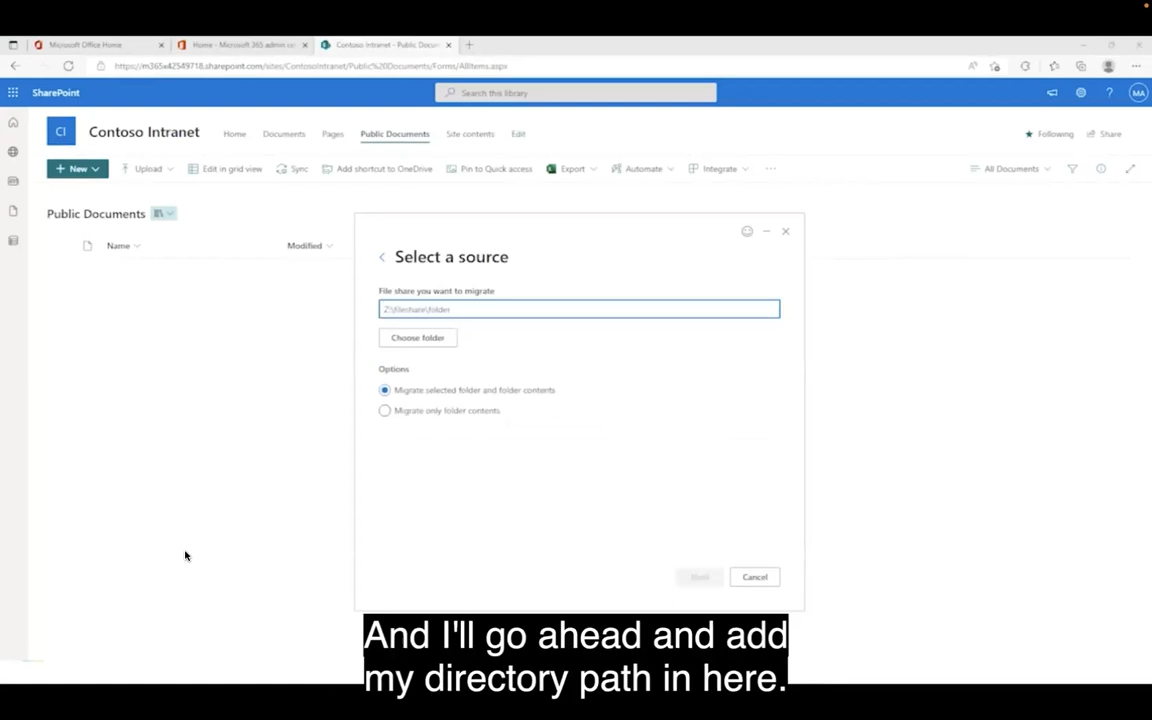 Microsoft Office Home
Home - Microsoft 365 admin ce
Contoso Intranet - Public Docum
https://m365x42549718.sharepoint.com/sites/ContosoIntranet/Public%20Documents/Forms/AllItems.aspx
SharePoint
Search this library
MA
CI
Contoso Intranet
Home
Documents
Pages
Public Documents
Site contents
Edit
Following
Share
New
Upload
Edit in grid view
Sync
Add shortcut to OneDrive
Pin to Quick access
Export
Automate
Integrate
All Documents
Public Documents
Name
Modified
Select a source
File share you want to migrate
Z:\fileshare\folder
Choose folder
Options
Migrate selected folder and folder contents
Migrate only folder contents
Next
Cancel
And I'll go ahead and add
my directory path in here.